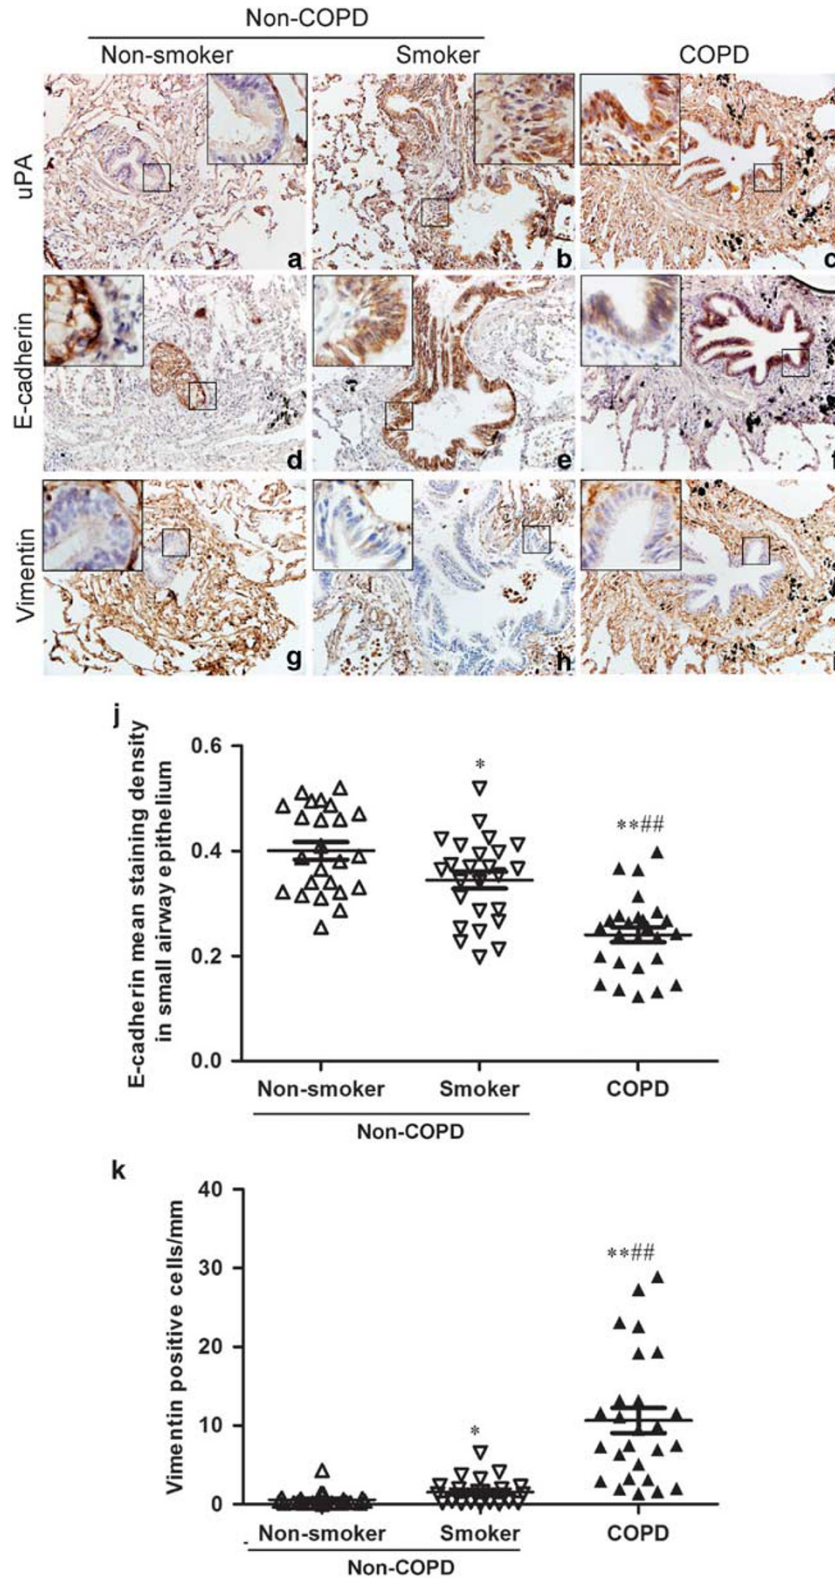 Non-COPD
Non-smoker Smoker COPD
uPA
a b c
E-cadherin
d e f
Vimentin
g h i
j
E-cadherin mean staining density
in small airway epithelium
0.6
*
**##
0.4
0.2
0.0
Non-smoker Smoker COPD
Non-COPD
k
Vimentin positive cells/mm
40
**##
30
20
10
*
0
Non-smoker Smoker COPD
Non-COPD